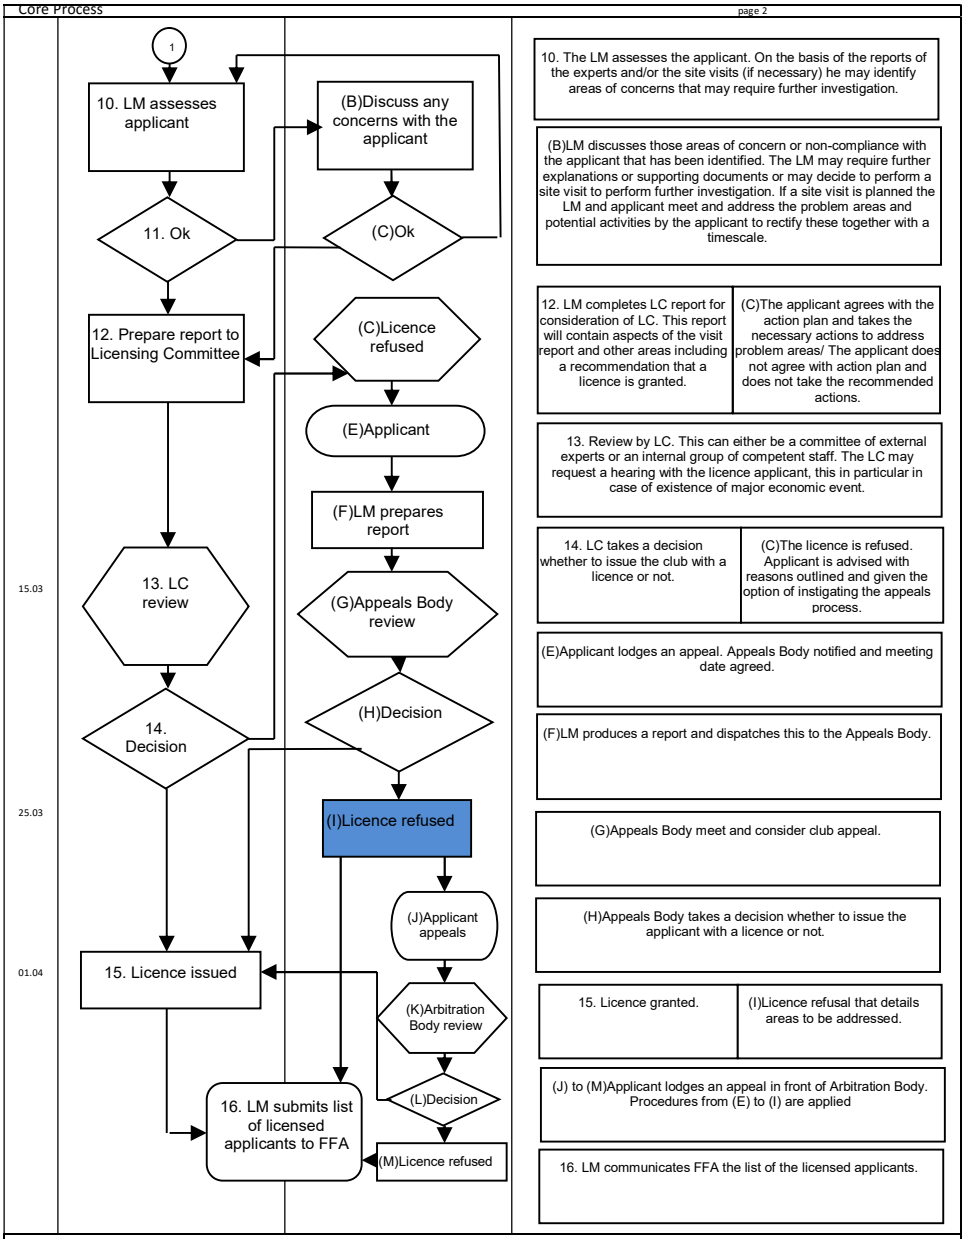 Core Process
page 2
1
10. LM assesses
applicant
(B)Discuss any
concerns with the
applicant
11. Ok
(C)Ok
12. Prepare report to
Licensing Committee
(C)Licence
refused
(E)Applicant
(F)LM prepares
report
15.03
13. LC
review
(G)Appeals Body
review
14.
Decision
(H)Decision
25.03
(I)Licence refused
(J)Applicant
appeals
01.04
15. Licence issued
(K)Arbitration
Body review
(L)Decision
16. LM submits list
of licensed
applicants to FFA
(M)Licence refused
10. The LM assesses the applicant. On the basis of the reports of
the experts and/or the site visits (if necessary) he may identify
areas of concerns that may require further investigation.
(B)LM discusses those areas of concern or non-compliance with
the applicant that has been identified. The LM may require further
explanations or supporting documents or may decide to perform a
site visit to perform further investigation. If a site visit is planned the
LM and applicant meet and address the problem areas and
potential activities by the applicant to rectify these together with a
timescale.
12. LM completes LC report for
consideration of LC. This report
will contain aspects of the visit
report and other areas including
a recommendation that a
licence is granted.
(C)The applicant agrees with the
action plan and takes the
necessary actions to address
problem areas/ The applicant does
not agree with action plan and
does not take the recommended
actions.
13. Review by LC. This can either be a committee of external
experts or an internal group of competent staff. The LC may
request a hearing with the licence applicant, this in particular in
case of existence of major economic event.
14. LC takes a decision
whether to issue the club with a
licence or not.
(C)The licence is refused.
Applicant is advised with
reasons outlined and given the
option of instigating the appeals
process.
(E)Applicant lodges an appeal. Appeals Body notified and meeting
date agreed.
(F)LM produces a report and dispatches this to the Appeals Body.
(G)Appeals Body meet and consider club appeal.
(H)Appeals Body takes a decision whether to issue the
applicant with a licence or not.
15. Licence granted.
(I)Licence refusal that details
areas to be addressed.
(J) to (M)Applicant lodges an appeal in front of Arbitration Body.
Procedures from (E) to (I) are applied
16. LM communicates FFA the list of the licensed applicants.